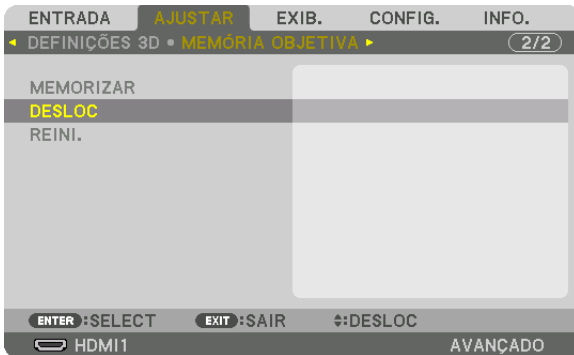 ENTRADA AJUSTAR EXIB. CONFIG. INFO.
DEFINIÇÕES 3D • MEMÓRIA OBJETIVA 2/2
MEMORIZAR
DESLOC
REINI.
ENTER :SELECT EXIT :SAIR :DESLOC
HDMI1 AVANÇADO